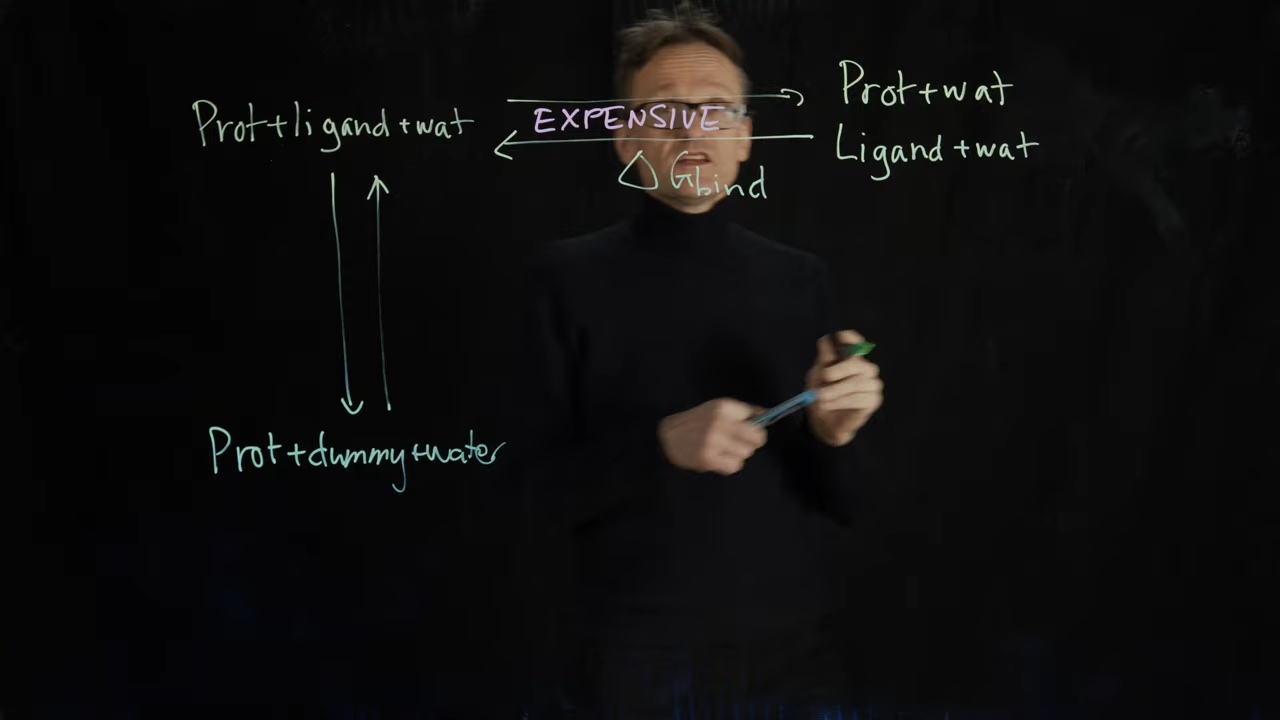 Prot+ligand+wat
EXPENSIVE
ΔGbind
Prot+wat
Ligand+wat
Prot+dummy+water